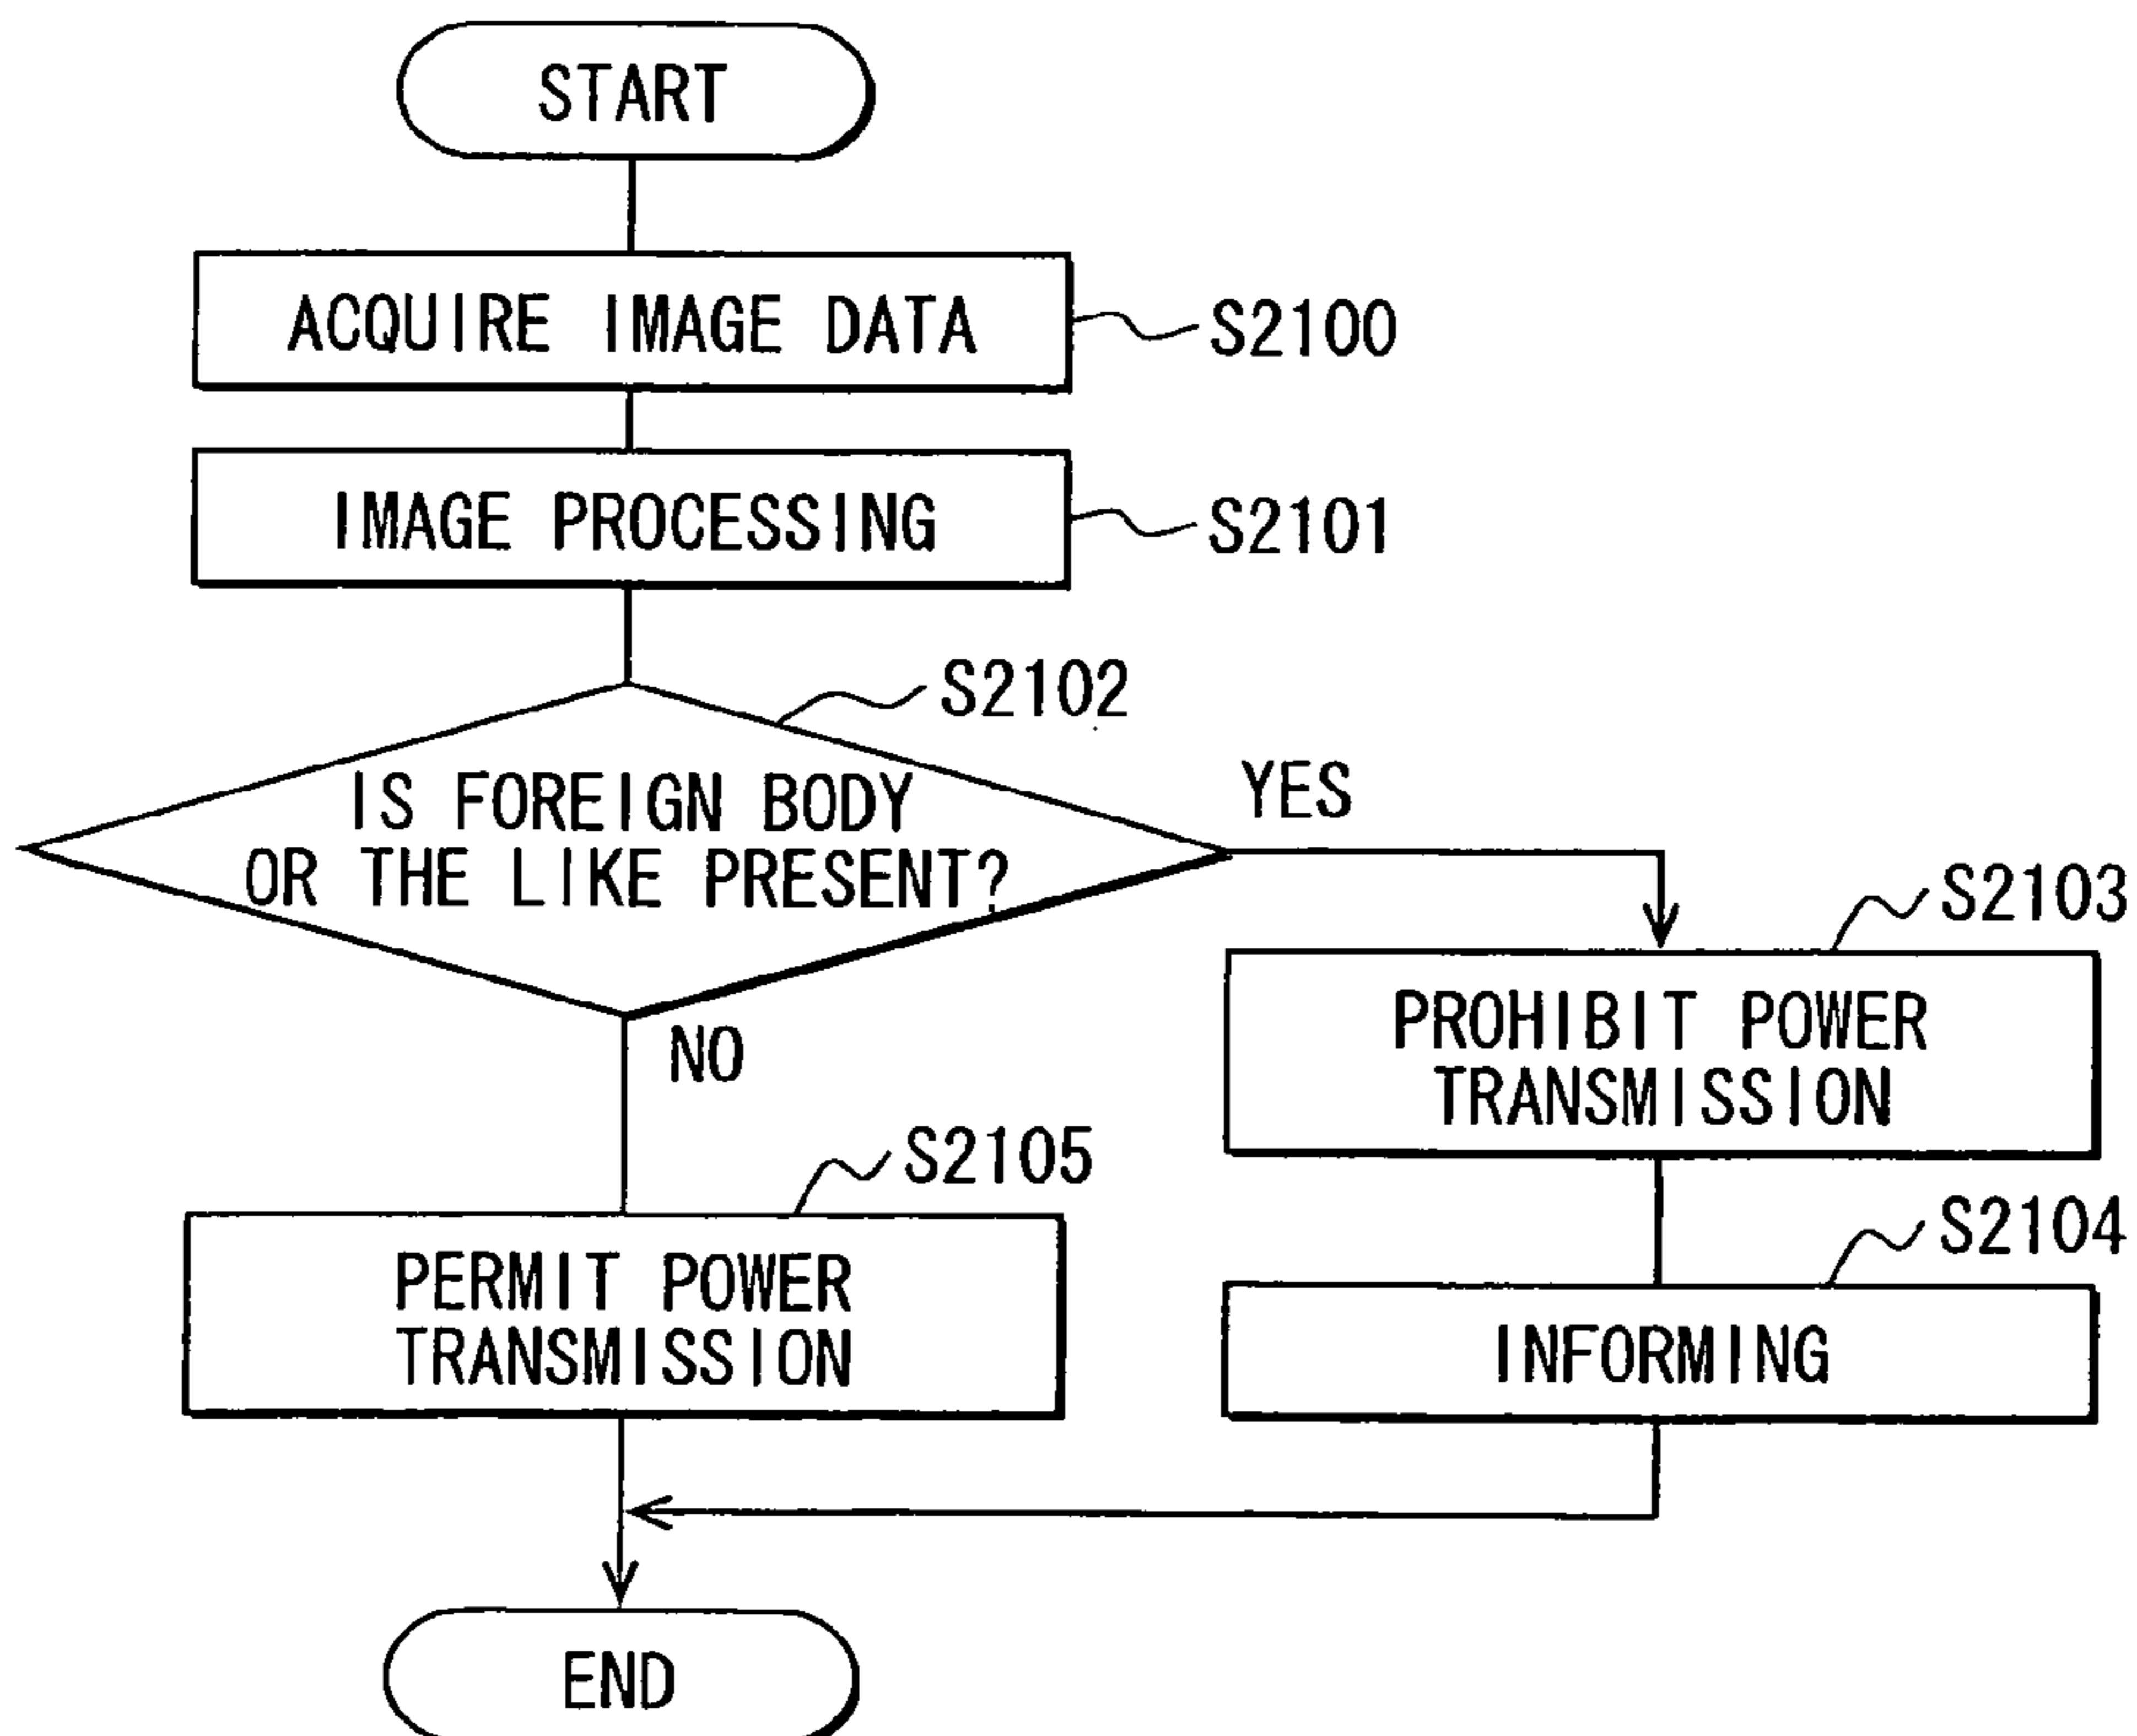 START
ACQUIRE IMAGE DATA
S2100
IMAGE PROCESSING
S2101
S2102
IS FOREIGN BODY
OR THE LIKE PRESENT?
YES
NO
S2103
PROHIBIT POWER
TRANSMISSION
S2105
PERMIT POWER
TRANSMISSION
S2104
INFORMING
END